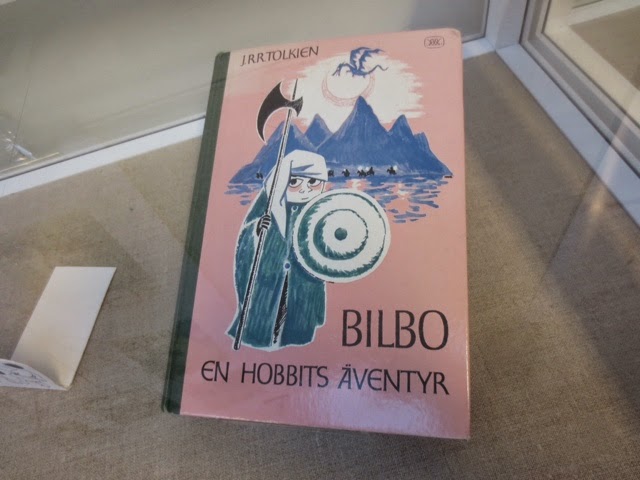 J.R.R.TOLKIEN
BILBO
EN HOBBITS ÄVENTYR